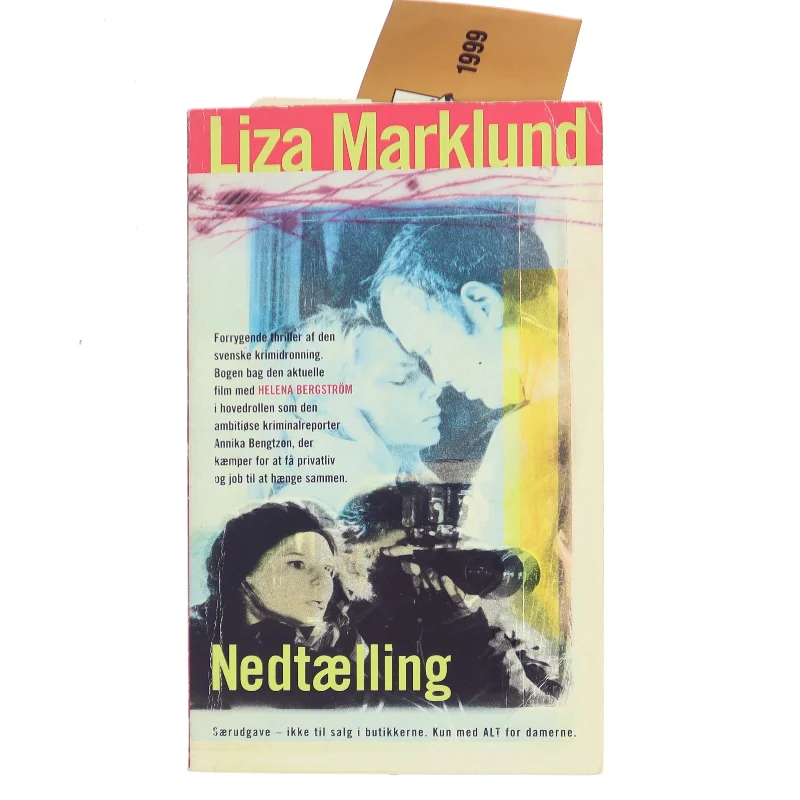 1999
Liza Marklund
Forrygende thriller af den
svenske krimidronning.
Bogen bag den aktuelle
film med HELENA BERGSTRÖM
i hovedrollen som den
ambitiøse kriminalreporter
Annika Bengtzon, der
kæmper for at få privatliv
og job til at hænge sammen.
Nedtælling
Særudgave – ikke til salg i butikkerne. Kun med ALT for damerne.